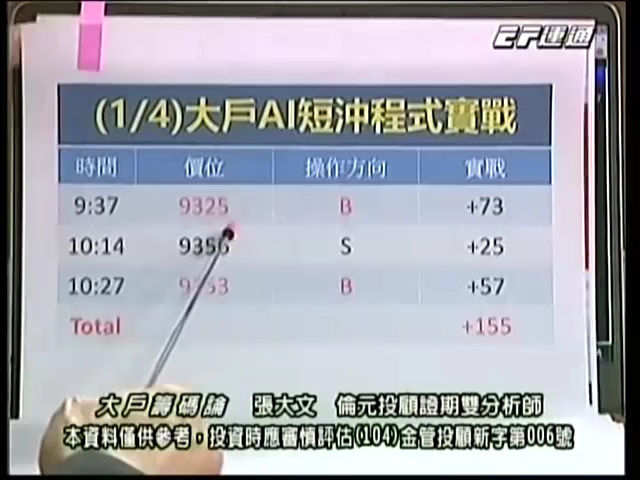 運通
(1/4)大戶AI短沖程式實戰
時間 價位 操作方向 實戰
9:37 9325 B +73
10:14 9356 S +25
10:27 9353 B +57
Total +155
大戶籌碼論 張大文 倫元投顧證期雙分析師
本資料僅供參考,投資時應審慎評估(104)金管投顧新字第006號